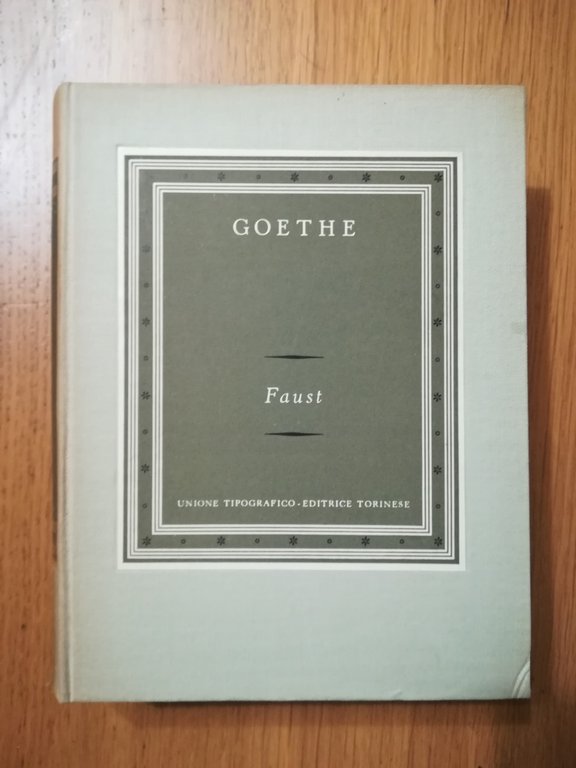 GOETHE
Faust
UNIONE TIPOGRAFICO-EDITRICE TORINESE